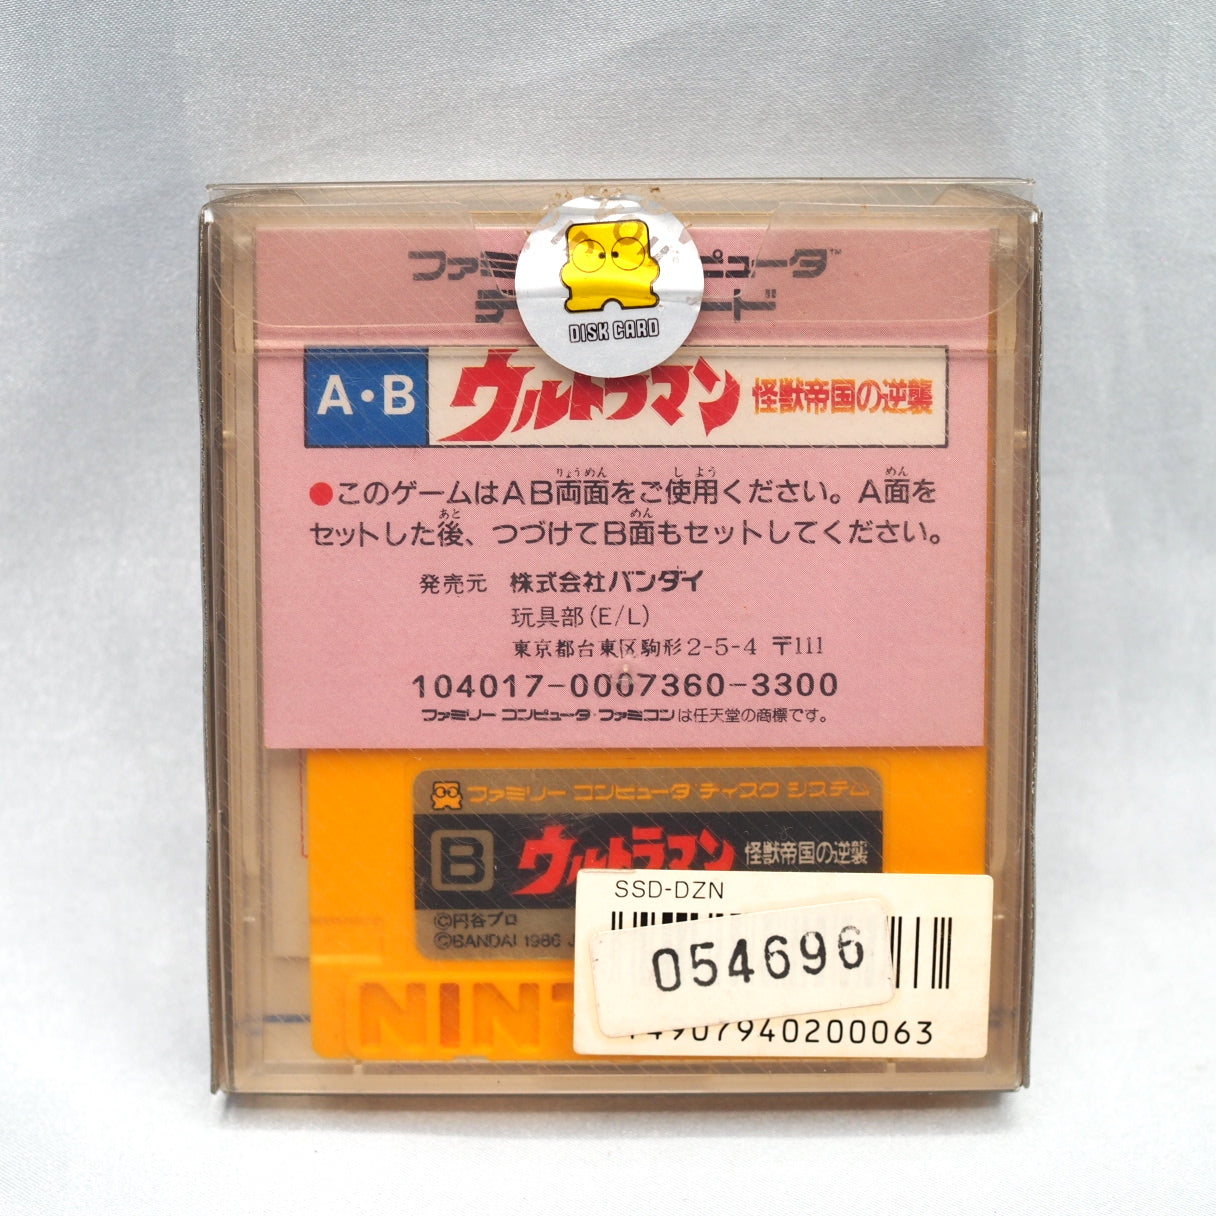 ファミ ピュータ™
デ ード
DISK CARD
A・B ウルトラマン 怪獣帝国の逆襲
りょうめん し よう めん
●このゲームはAB両面をご使用ください。A面を
あと めん
セットした後、つづけてB面もセットしてください。
発売元 株式会社バンダイ
玩具部(E/L)
東京都台東区駒形2-5-4 〒111
104017-0007360-3300
ファミリーコンピュータ・ファミコンは任天堂の商標です。
ファミリー コンピュータ ディスク システム
B ウルトラマン 怪獣帝国の逆襲
©円谷プロ
©BANDAI 1986 J
NINT
SSD-DZN
054696
4907940200063